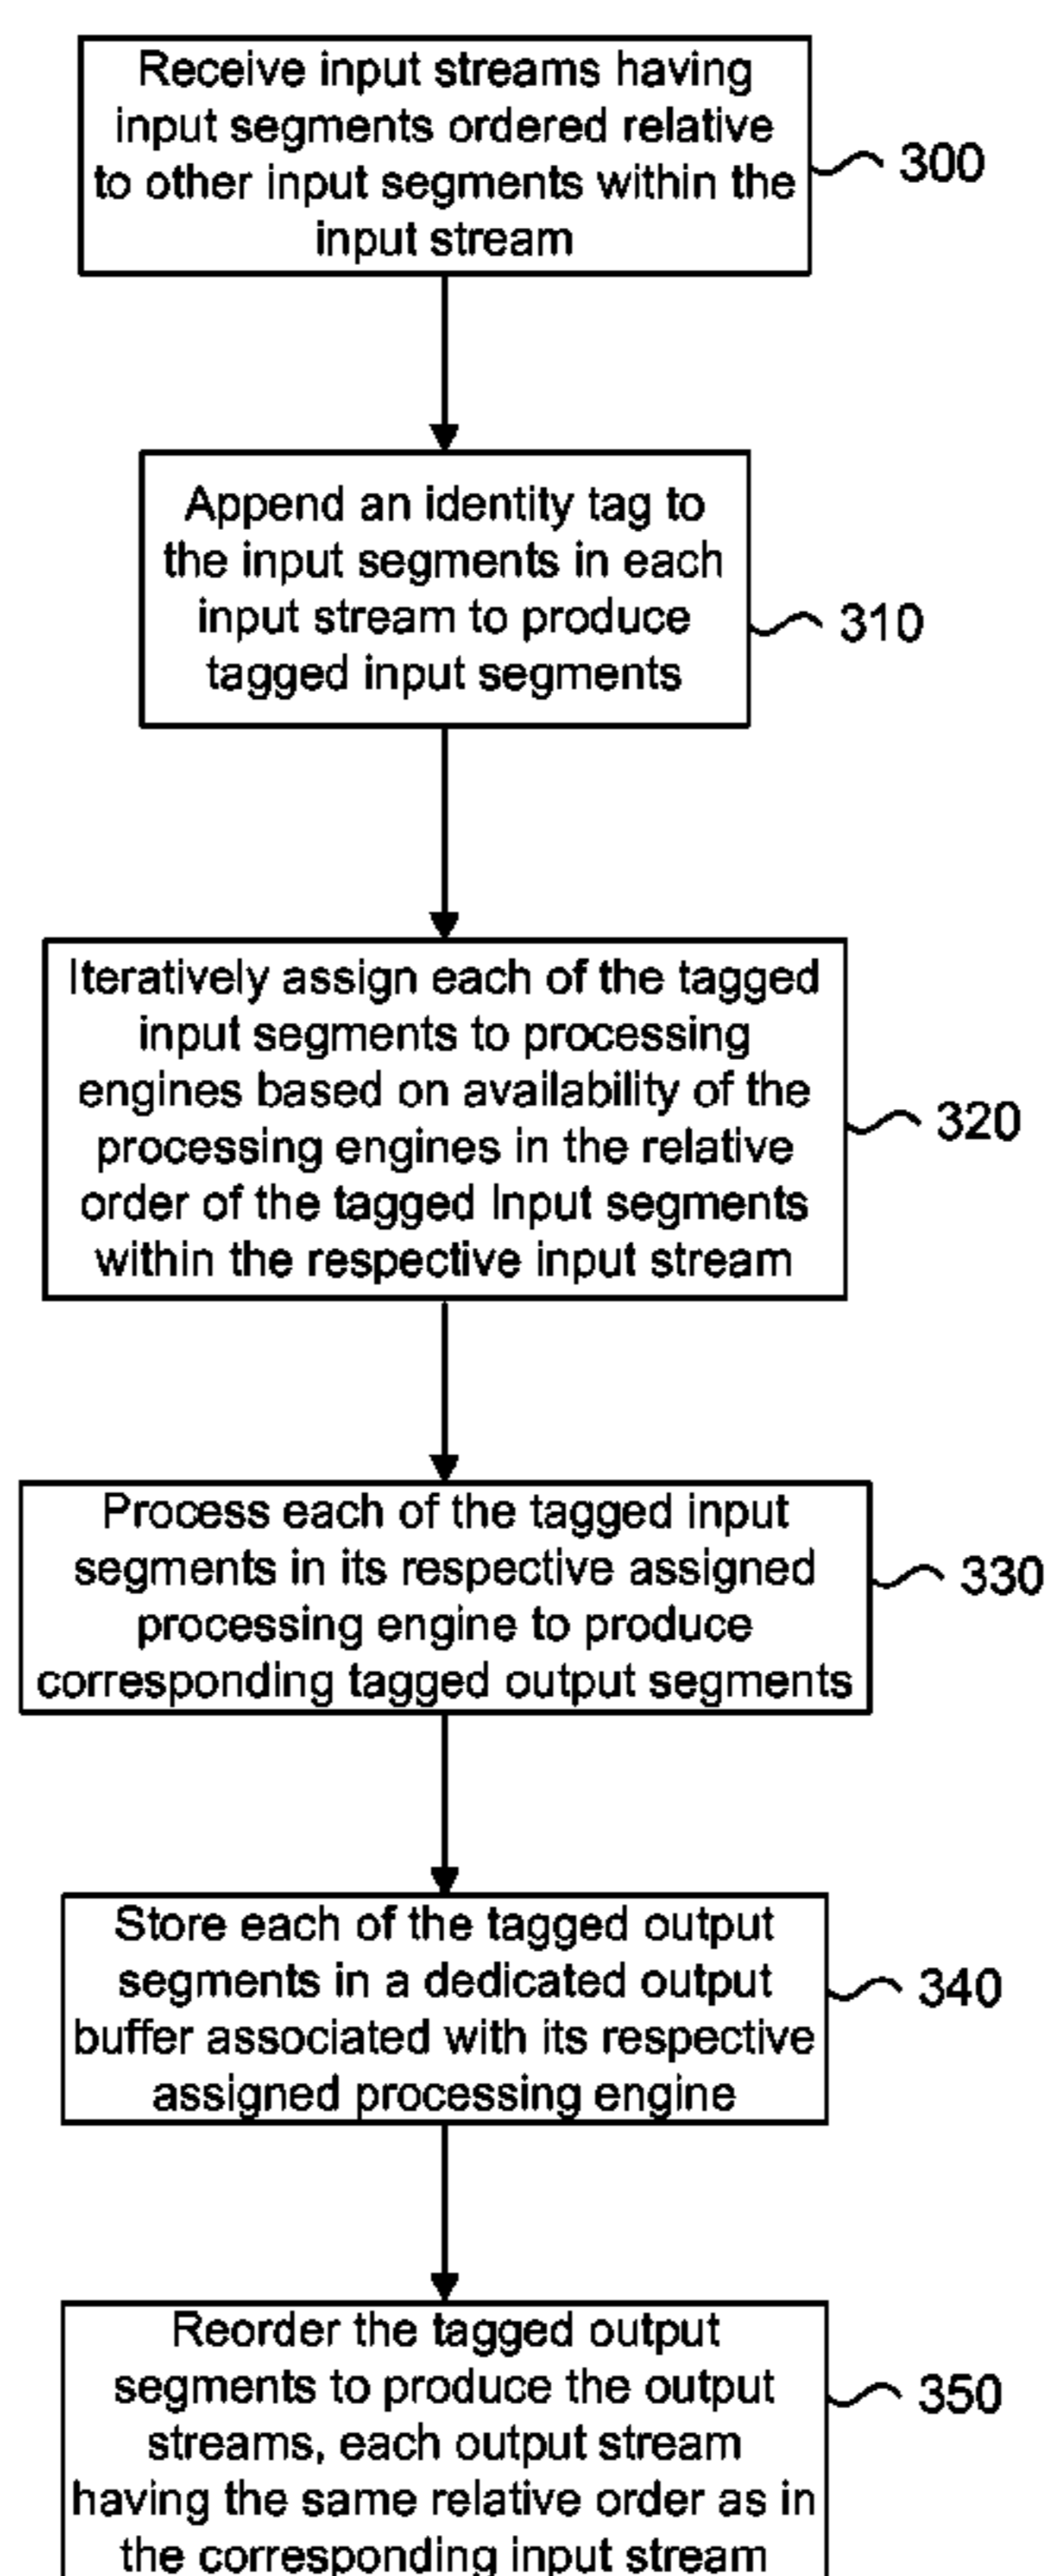 Receive input streams having
input segments ordered relative
to other input segments within the
input stream
300
Append an identity tag to
the input segments in each
input stream to produce
tagged input segments
310
Iteratively assign each of the tagged
input segments to processing
engines based on availability of the
processing engines in the relative
order of the tagged Input segments
within the respective input stream
320
Process each of the tagged input
segments in its respective assigned
processing engine to produce
corresponding tagged output segments
330
Store each of the tagged output
segments in a dedicated output
buffer associated with its respective
assigned processing engine
340
Reorder the tagged output
segments to produce the output
streams, each output stream
having the same relative order as in
the corresponding input stream
350